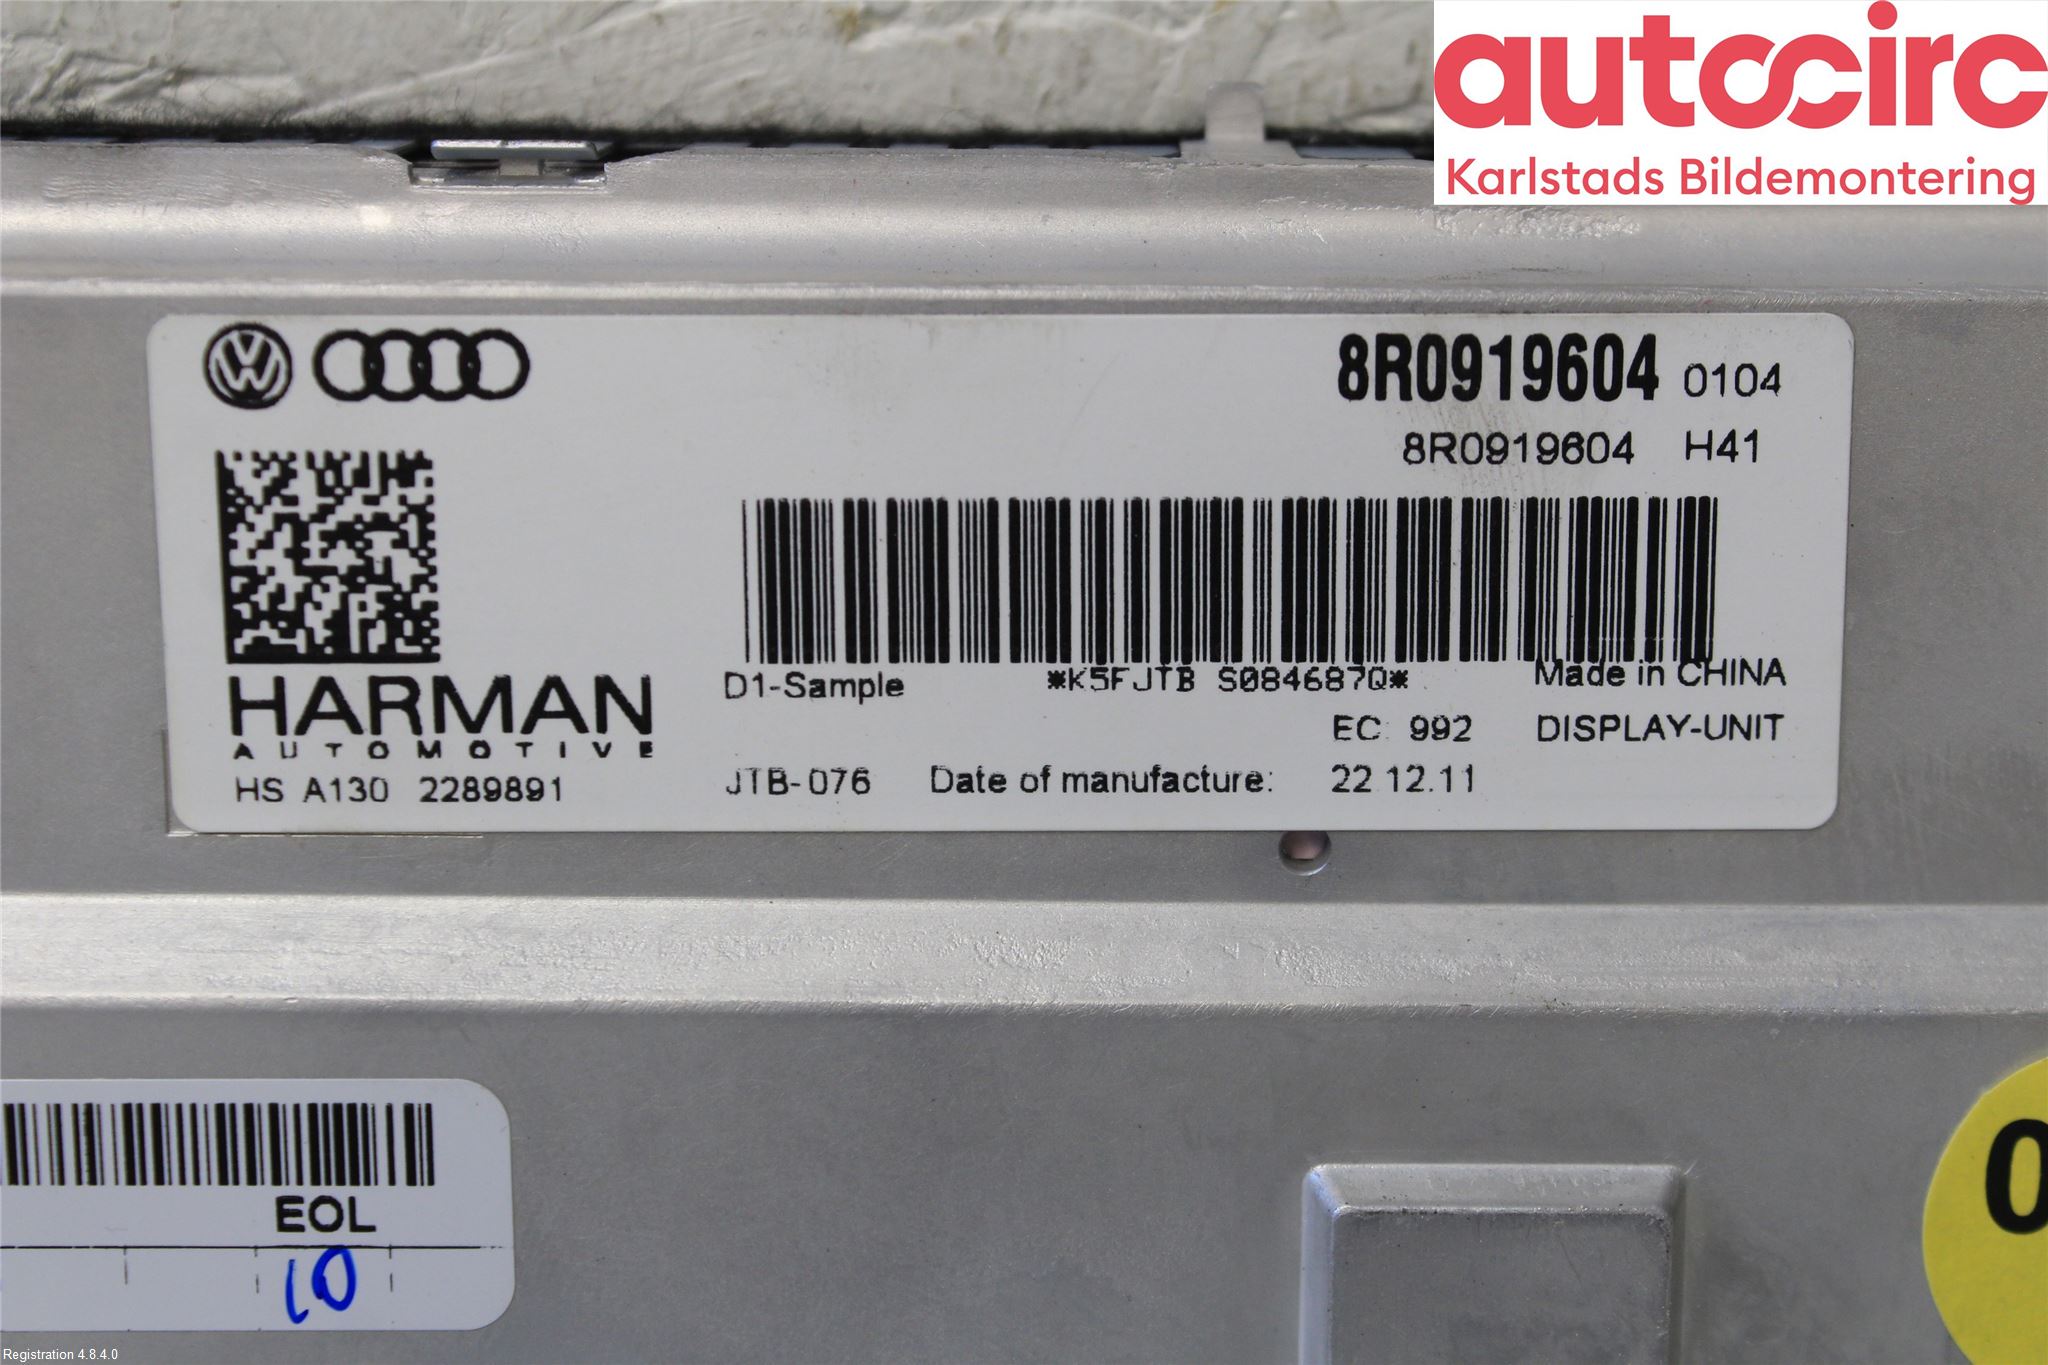 autocirc
Karlstads Bildemontering
8R0919604 0104
8R0919604 H41
HARMAN
AUTOMOTIVE
HS A130 2289891
D1-Sample *K5FJTB S084687Q* Made in CHINA
EC: 992 DISPLAY-UNIT
JTB-076 Date of manufacture: 22.12.11
EOL
10
0
Registration 4.8.4.0